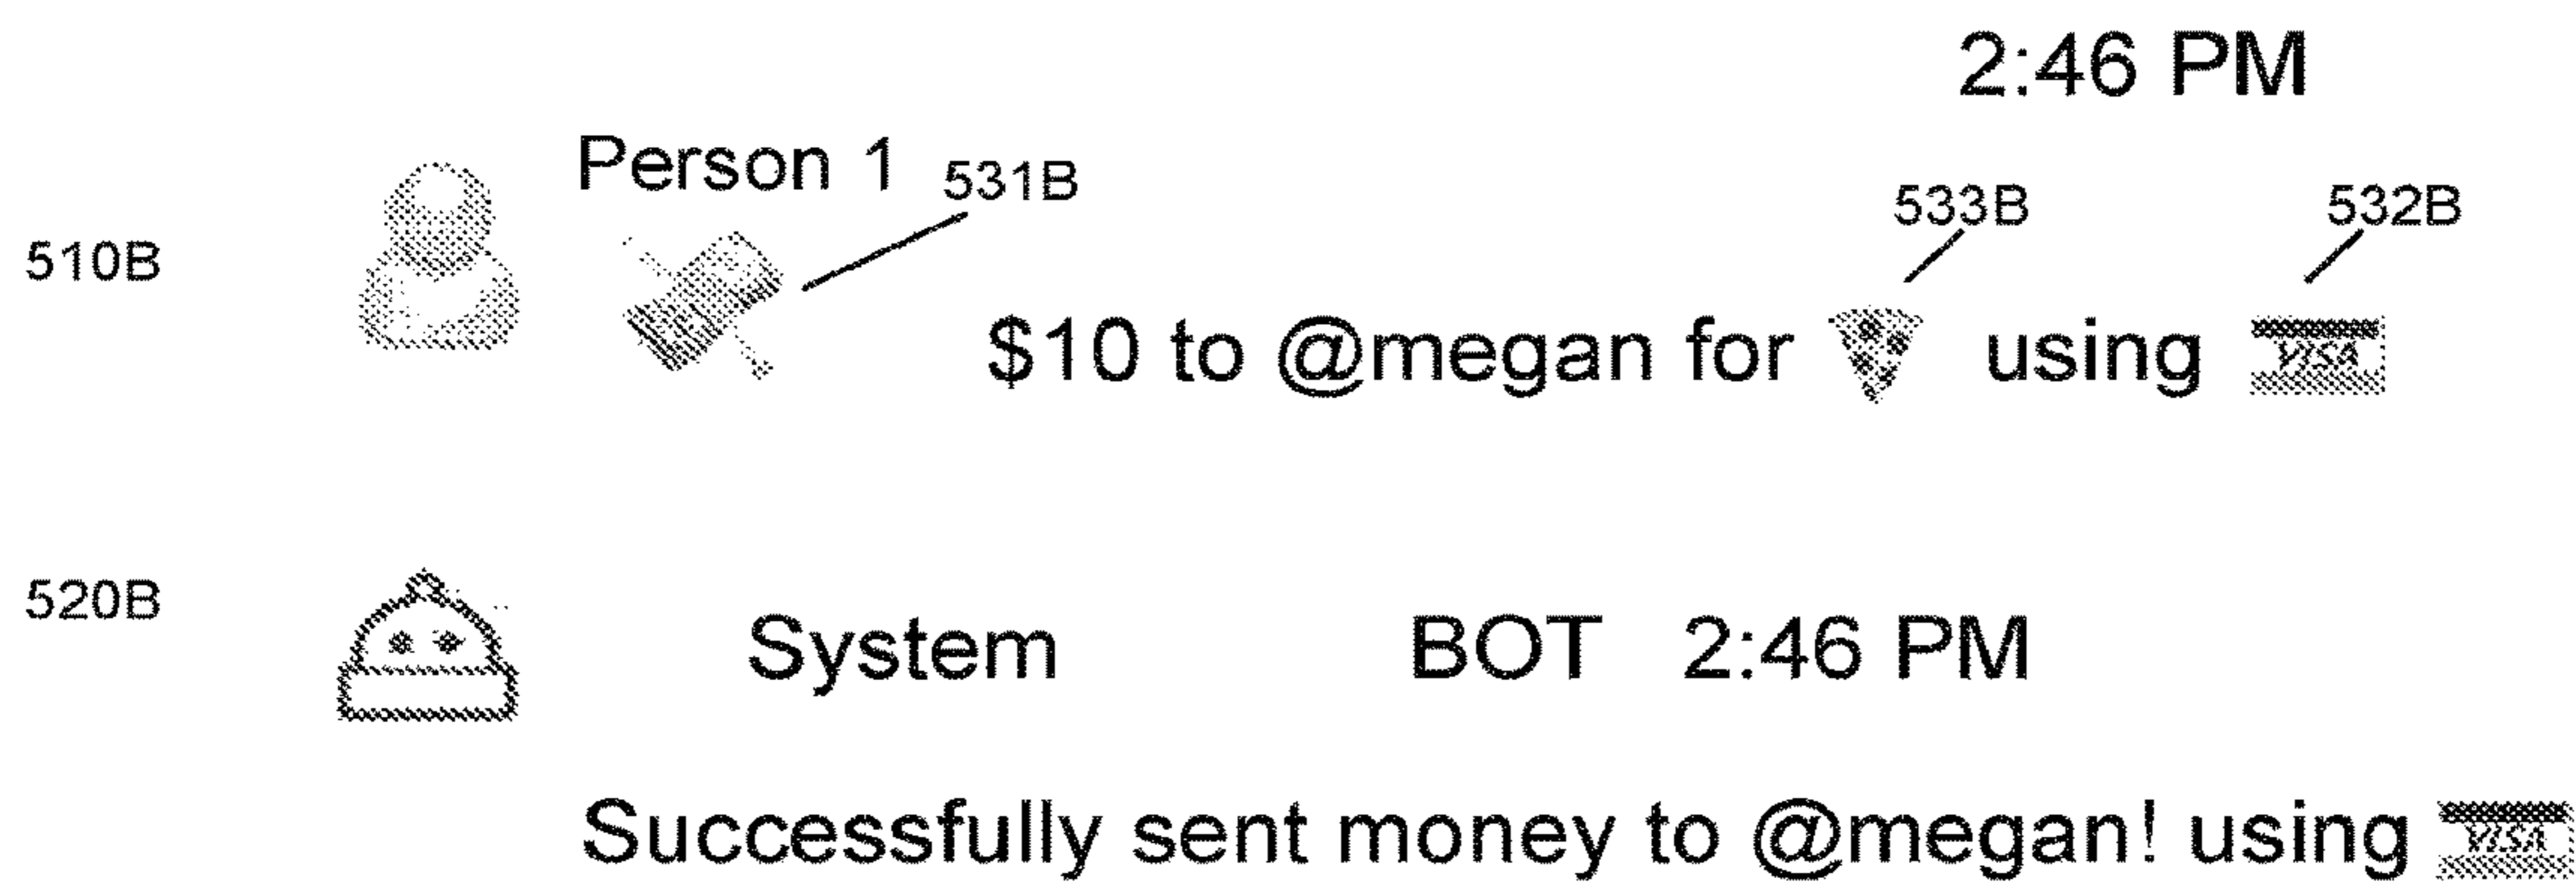 2:46 PM
Person 1 531B
533B 532B
510B
$10 to @megan for using VISA
520B
System BOT 2:46 PM
Successfully sent money to @megan! using VISA